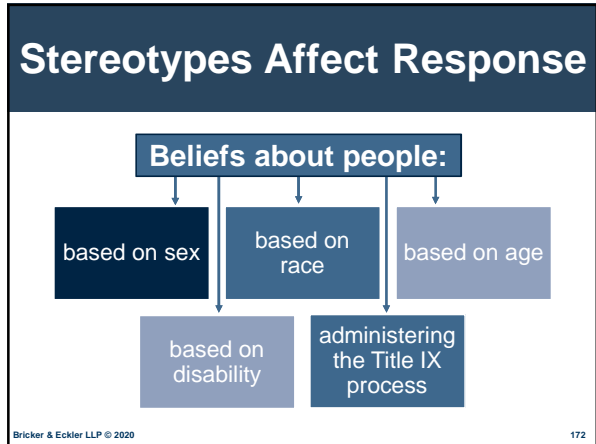 Stereotypes Affect Response
Beliefs about people:
based on sex
based on
race
based on age
based on
disability
administering
the Title IX
process
Bricker & Eckler LLP © 2020
172